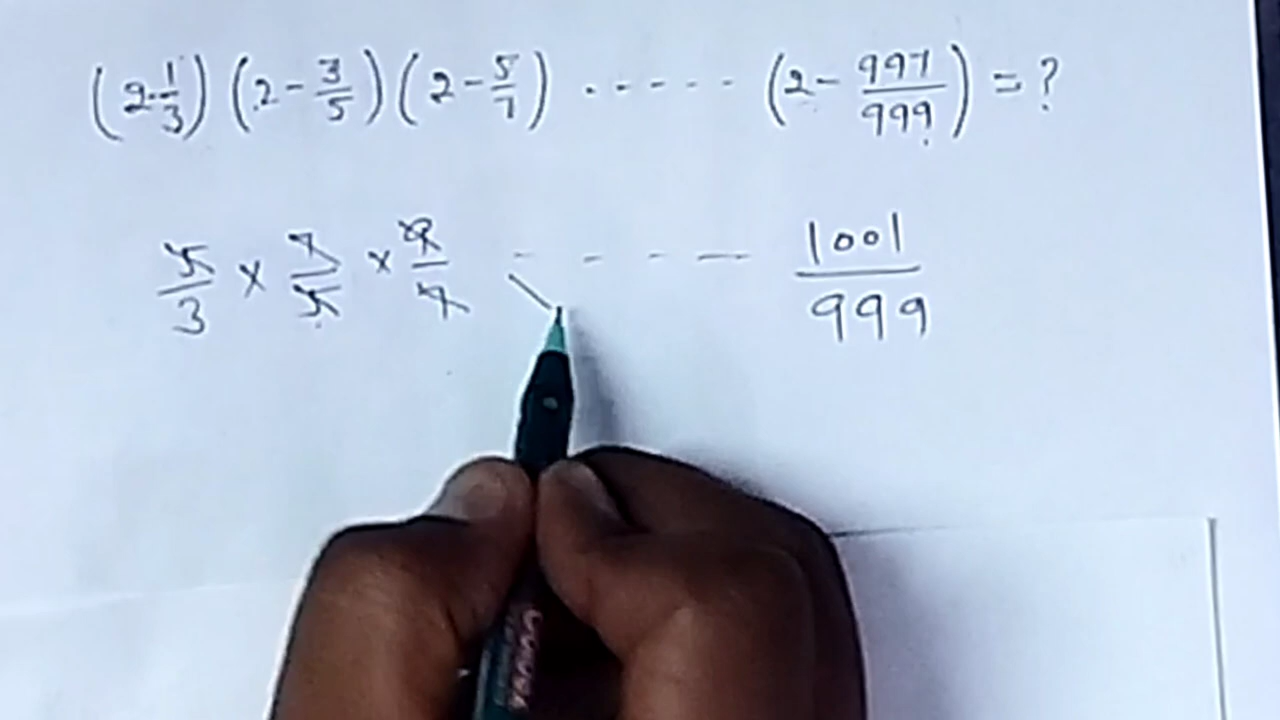 (2-1/3) (2-3/5) (2-5/7) ..... (2-997/999) = ?
5/3 × 7/5 × 9/7 ---- 1001/999